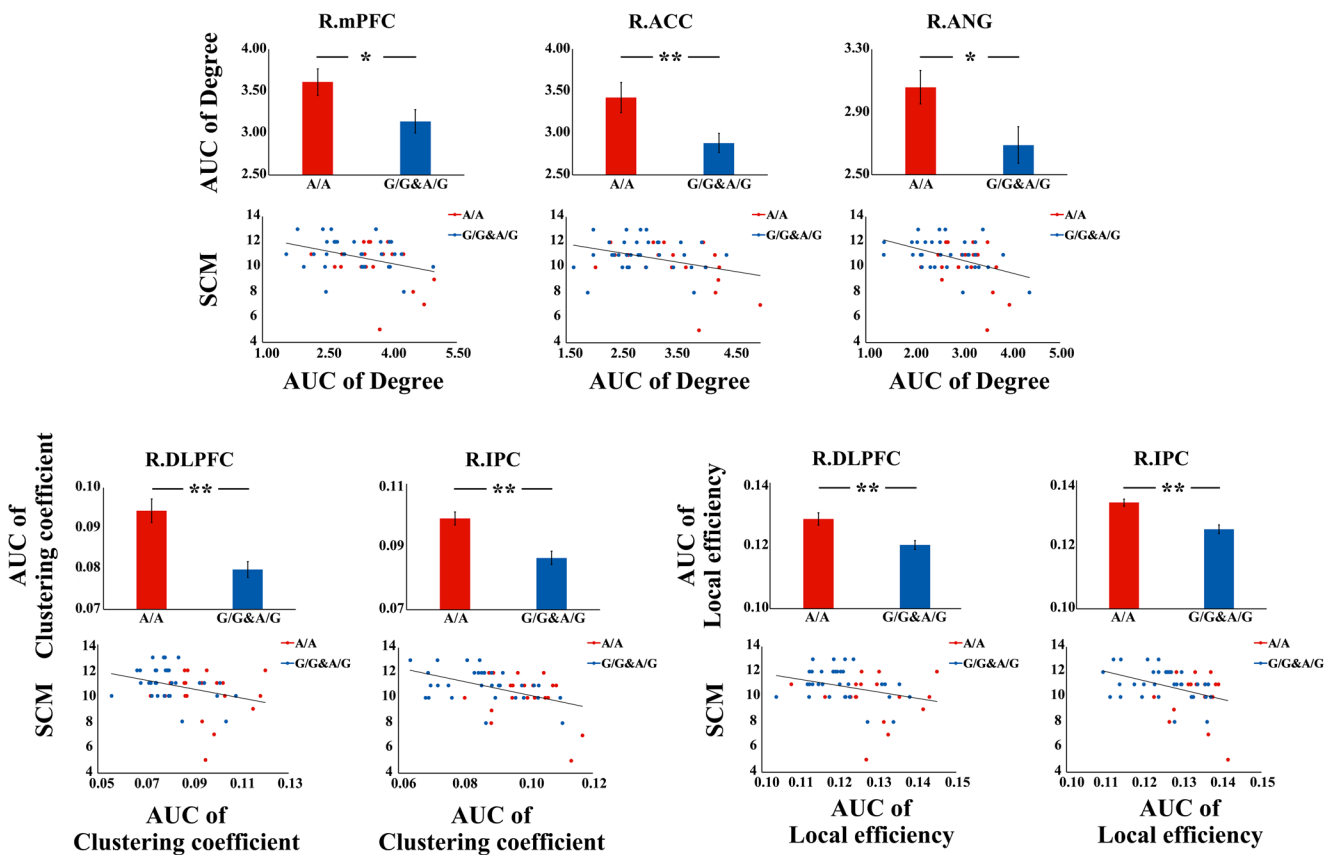 R.mPFC
R.ACC
R.ANG
AUC of Degree
4.00
3.50
3.00
2.50
*
A/A
G/G&A/G
4.00
3.50
3.00
2.50
**
A/A
G/G&A/G
3.30
2.90
2.50
*
A/A
G/G&A/G
SCM
14
12
10
8
6
4
A/A
G/G&A/G
1.00 2.50 4.00 5.50
AUC of Degree
14
12
10
8
6
4
A/A
G/G&A/G
1.50 2.50 3.50 4.50
AUC of Degree
14
12
10
8
6
4
A/A
G/G&A/G
1.00 2.00 3.00 4.00 5.00
AUC of Degree
R.DLPFC
R.IPC
AUC of
Clustering coefficient
0.10
0.09
0.08
0.07
**
A/A
G/G&A/G
0.11
0.09
0.07
**
A/A
G/G&A/G
SCM
14
12
10
8
6
4
A/A
G/G&A/G
0.05 0.07 0.09 0.11 0.13
AUC of
Clustering coefficient
14
12
10
8
6
4
A/A
G/G&A/G
0.06 0.08 0.10 0.12
AUC of
Clustering coefficient
R.DLPFC
R.IPC
AUC of
Local efficiency
0.14
0.12
0.10
**
A/A
G/G&A/G
0.14
0.12
0.10
**
A/A
G/G&A/G
SCM
14
12
10
8
6
4
A/A
G/G&A/G
0.10 0.11 0.12 0.13 0.14 0.15
AUC of
Local efficiency
14
12
10
8
6
4
A/A
G/G&A/G
0.10 0.11 0.12 0.13 0.14 0.15
AUC of
Local efficiency